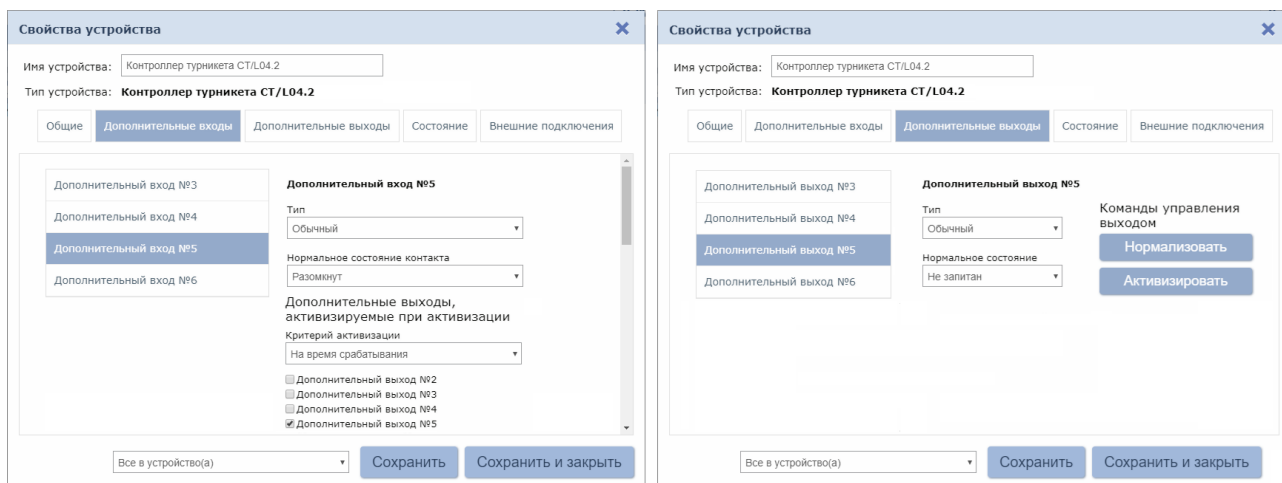 Свойства устройства
Имя устройства: Контроллер турникета CT/L04.2
Тип устройства: Контроллер турникета CT/L04.2
Общие Дополнительные входы Дополнительные выходы Состояние Внешние подключения
Дополнительный вход №3
Дополнительный вход №4
Дополнительный вход №5
Дополнительный вход №6
Дополнительный вход №5
Тип
Обычный
Нормальное состояние контакта
Разомкнут
Дополнительные выходы,
активизируемые при активизации
Критерий активизации
На время срабатывания
Дополнительный выход №2
Дополнительный выход №3
Дополнительный выход №4
Дополнительный выход №5
Все в устройство(а) Сохранить Сохранить и закрыть
Свойства устройства
Имя устройства: Контроллер турникета CT/L04.2
Тип устройства: Контроллер турникета CT/L04.2
Общие Дополнительные входы Дополнительные выходы Состояние Внешние подключения
Дополнительный выход №3
Дополнительный выход №4
Дополнительный выход №5
Дополнительный выход №6
Дополнительный выход №5
Тип
Обычный
Нормальное состояние
Не запитан
Команды управления
выходом
Нормализовать
Активизировать
Все в устройство(а) Сохранить Сохранить и закрыть